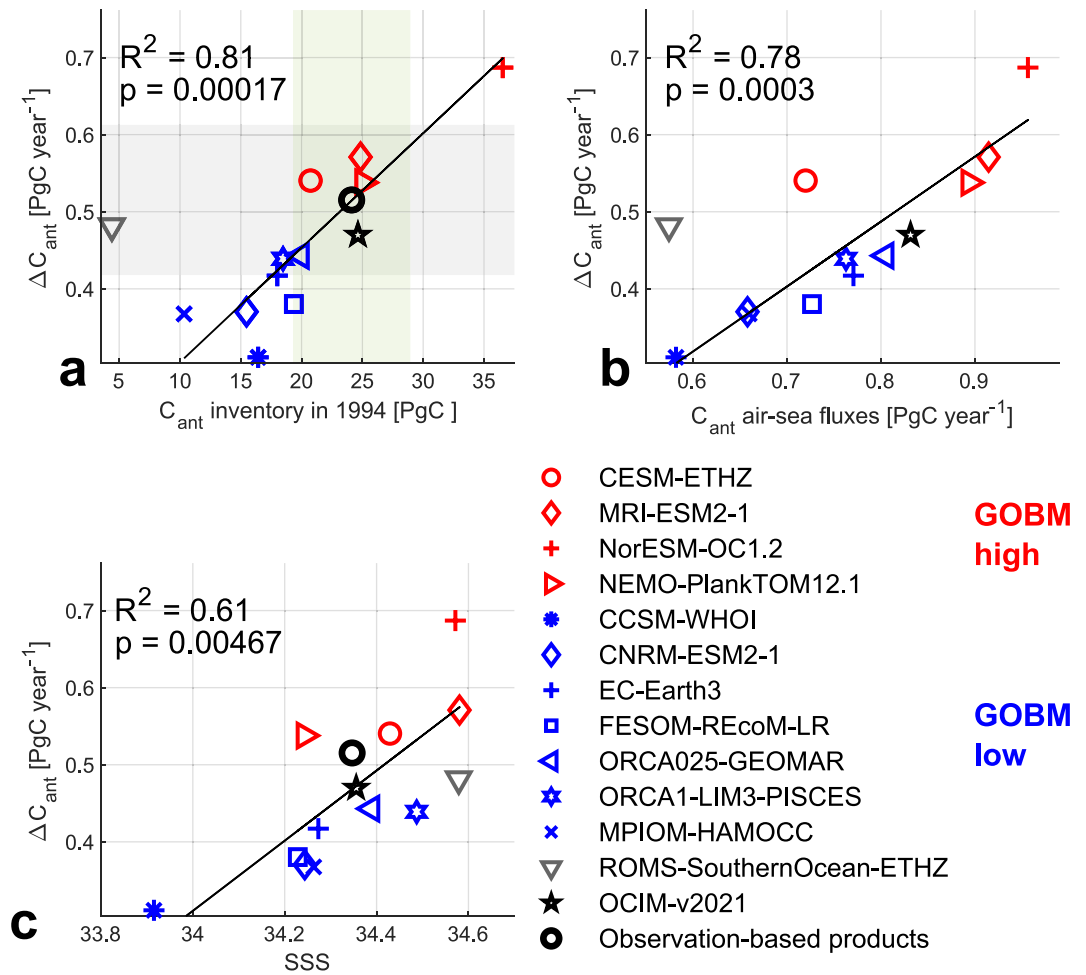 R² = 0.81
p = 0.00017
0.7
0.6
0.5
0.4
ΔC_ant [PgC year⁻¹]
5 10 15 20 25 30 35
C_ant inventory in 1994 [PgC ]
a
R² = 0.78
p = 0.0003
0.7
0.6
0.5
0.4
ΔC_ant [PgC year⁻¹]
0.6 0.7 0.8 0.9
C_ant air-sea fluxes [PgC year⁻¹]
b
R² = 0.61
p = 0.00467
0.7
0.6
0.5
0.4
ΔC_ant [PgC year⁻¹]
33.8 34 34.2 34.4 34.6
SSS
c
CESM-ETHZ
MRI-ESM2-1
NorESM-OC1.2
NEMO-PlankTOM12.1
CCSM-WHOI
CNRM-ESM2-1
EC-Earth3
FESOM-REcoM-LR
ORCA025-GEOMAR
ORCA1-LIM3-PISCES
MPIOM-HAMOCC
ROMS-SouthernOcean-ETHZ
OCIM-v2021
Observation-based products
GOBM
high
GOBM
low